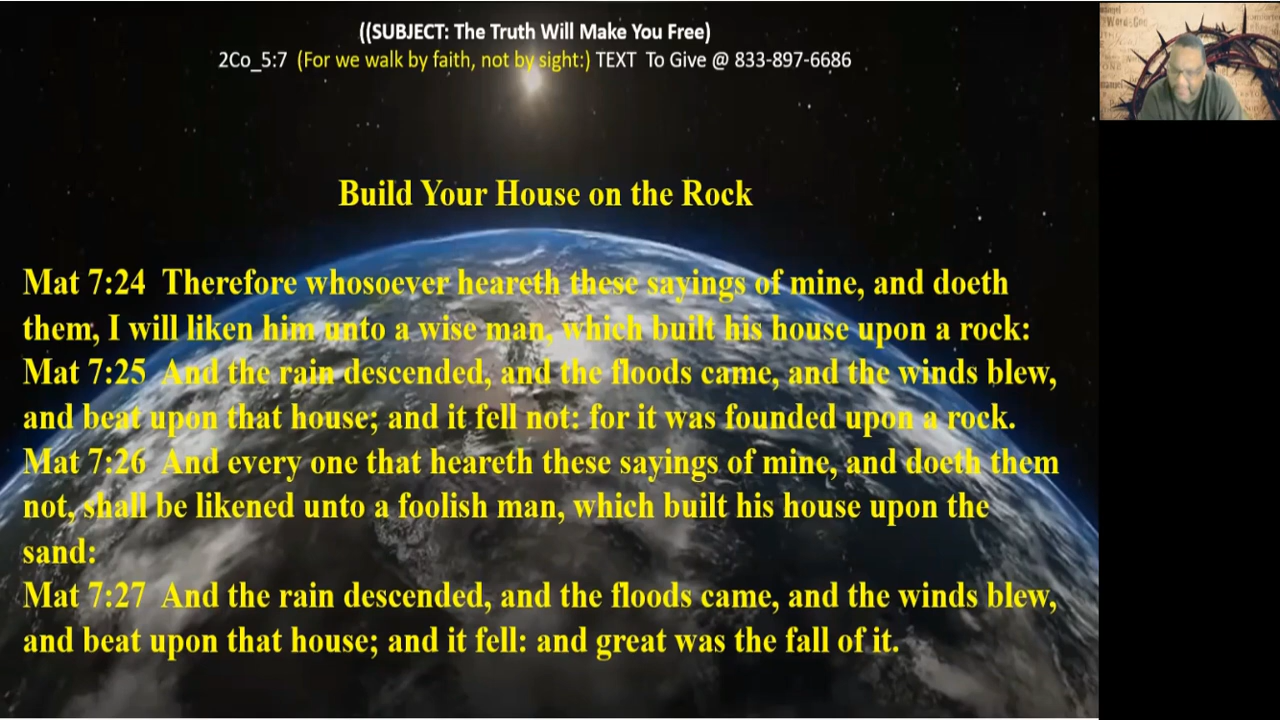 ((SUBJECT: The Truth Will Make You Free)
2Co_5:7 (For we walk by faith, not by sight:) TEXT To Give @ 833-897-6686
Build Your House on the Rock
Mat 7:24 Therefore whosoever heareth these sayings of mine, and doeth
them, I will liken him unto a wise man, which built his house upon a rock:
Mat 7:25 And the rain descended, and the floods came, and the winds blew,
and beat upon that house; and it fell not: for it was founded upon a rock.
Mat 7:26 And every one that heareth these sayings of mine, and doeth them
not, shall be likened unto a foolish man, which built his house upon the
sand:
Mat 7:27 And the rain descended, and the floods came, and the winds blew,
and beat upon that house; and it fell: and great was the fall of it.